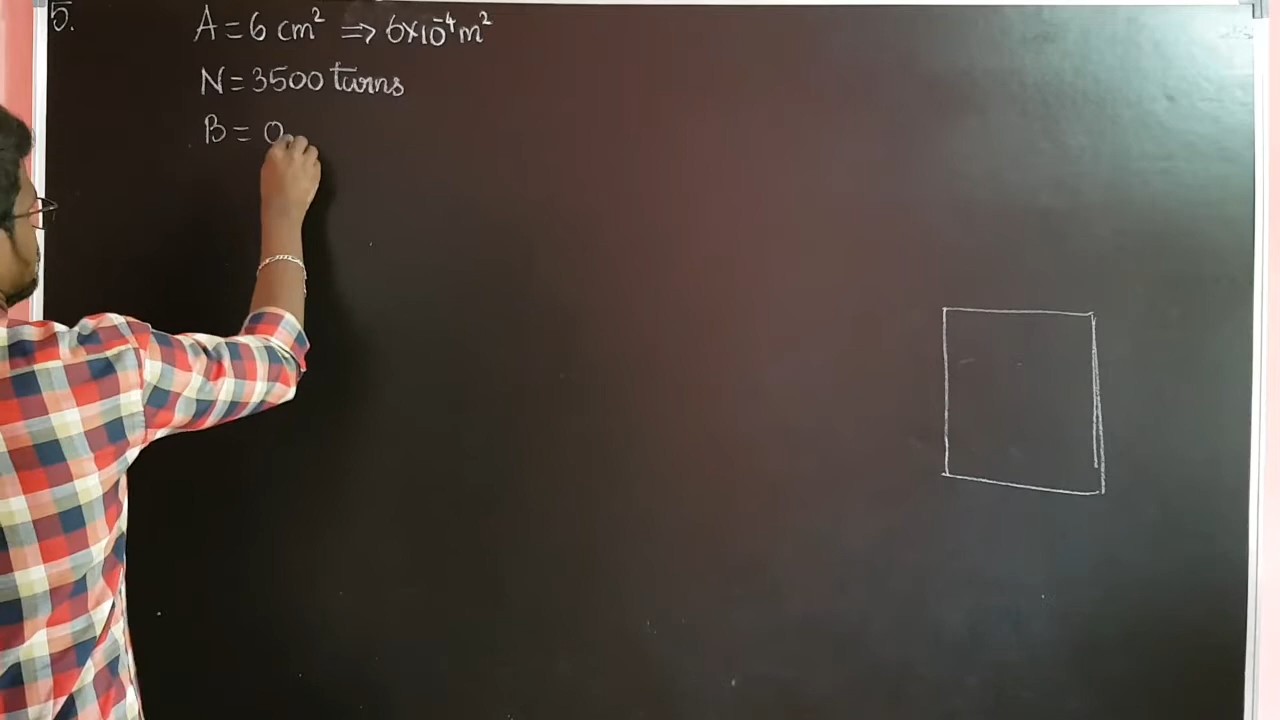 5.
A = 6 cm² ⇒ 6×10⁻⁴ m²
N = 3500 turns
B = 0.